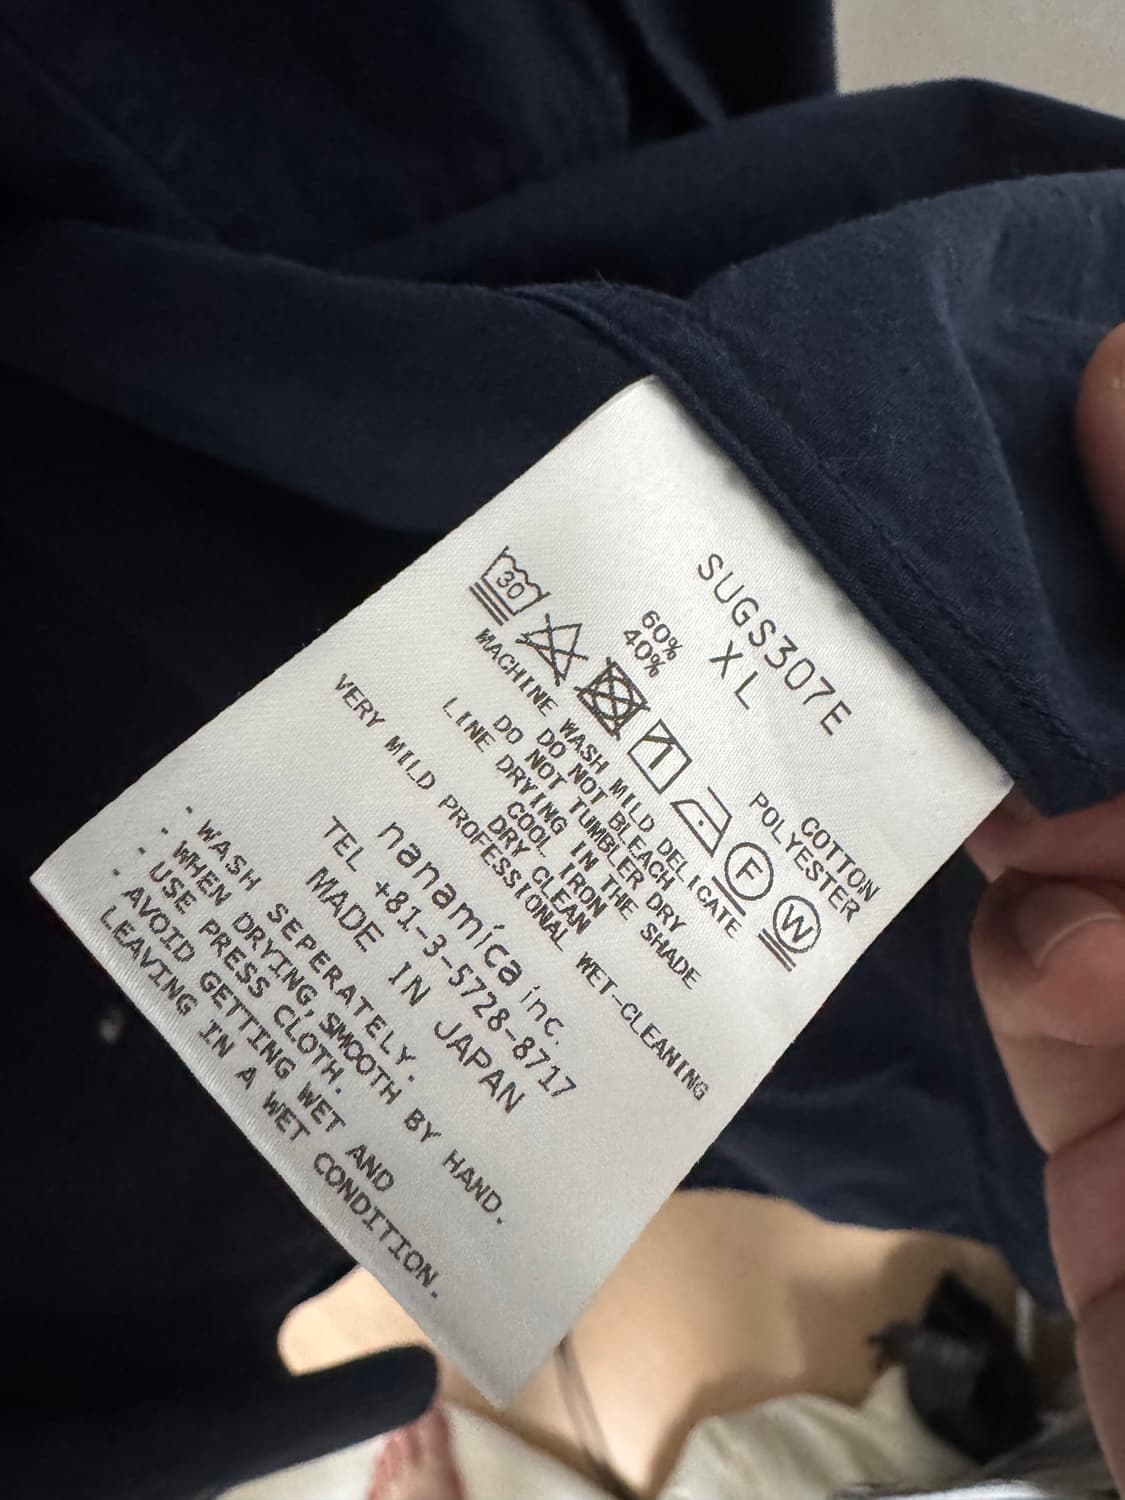 SUGS307E
XL
60% COTTON
40% POLYESTER
30
F
W
MACHINE WASH MILD DELICATE
DO NOT BLEACH
DO NOT TUMBLER DRY
LINE DRYING IN THE SHADE
COOL IRON
DRY CLEAN
VERY MILD PROFESSIONAL WET-CLEANING
nanamica inc.
TEL +81-3-5728-8717
MADE IN JAPAN
- WASH SEPERATELY.
- WHEN DRYING, SMOOTH BY HAND.
- USE PRESS CLOTH.
- AVOID GETTING WET AND
LEAVING IN A WET CONDITION.